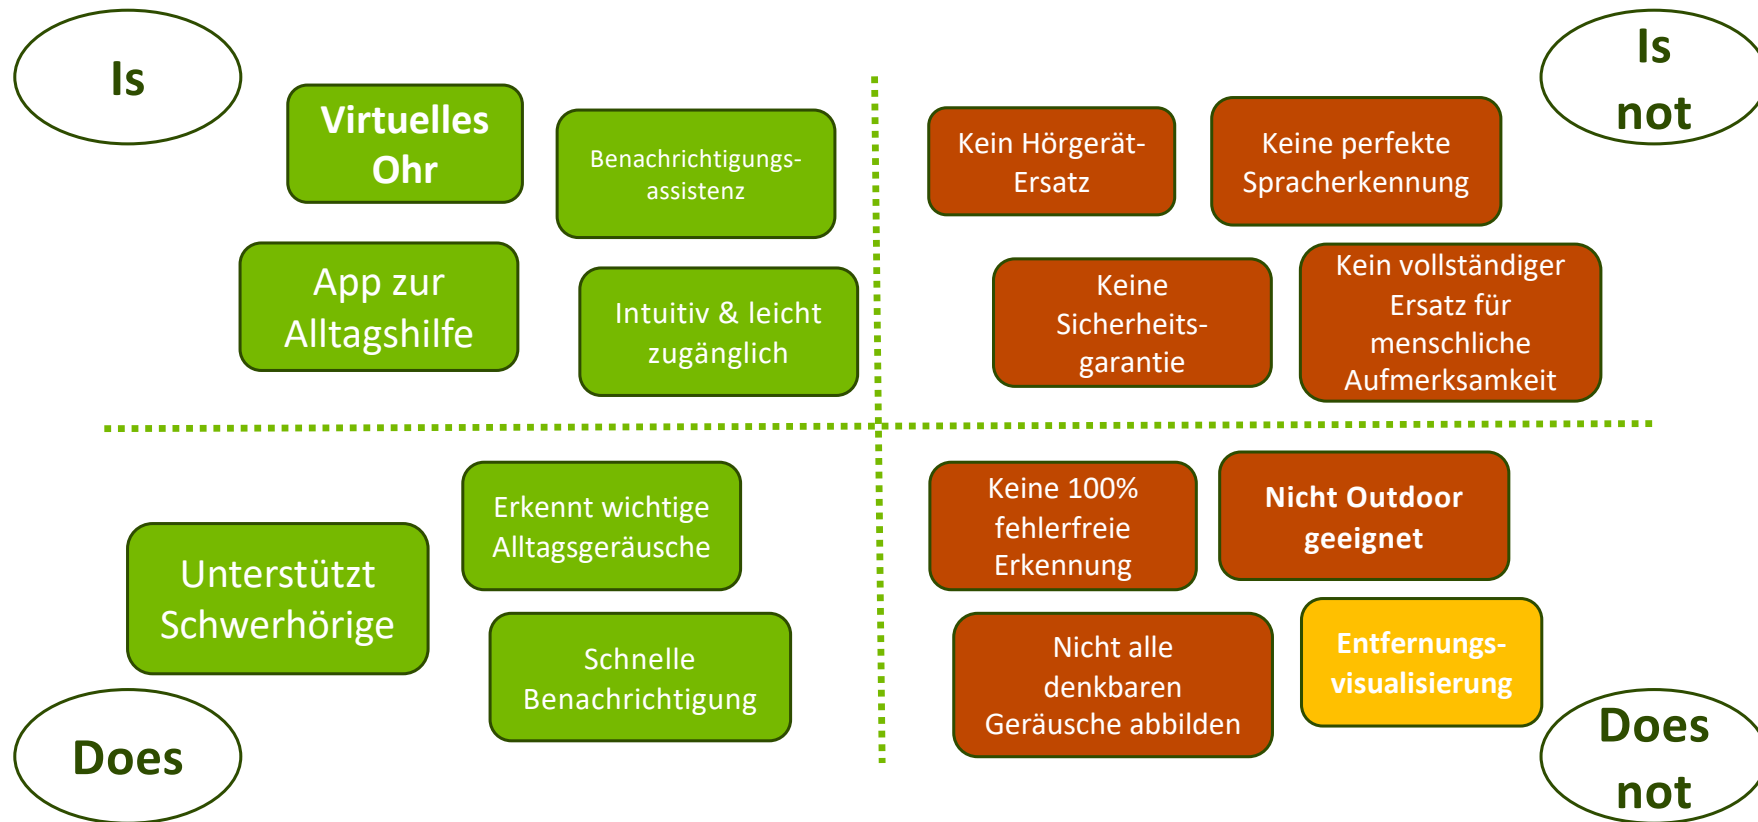 Is
Virtuelles
Ohr
Benachrichtigungs-
assistenz
App zur
Alltagshilfe
Intuitiv & leicht
zugänglich
Is
not
Kein Hörgerät-
Ersatz
Keine perfekte
Spracherkennung
Keine
Sicherheits-
garantie
Kein vollständiger
Ersatz für
menschliche
Aufmerksamkeit
Does
Unterstützt
Schwerhörige
Erkennt wichtige
Alltagsgeräusche
Schnelle
Benachrichtigung
Keine 100%
fehlerfreie
Erkennung
Nicht Outdoor
geeignet
Nicht alle
denkbaren
Geräusche abbilden
Entfernungs-
visualisierung
Does
not